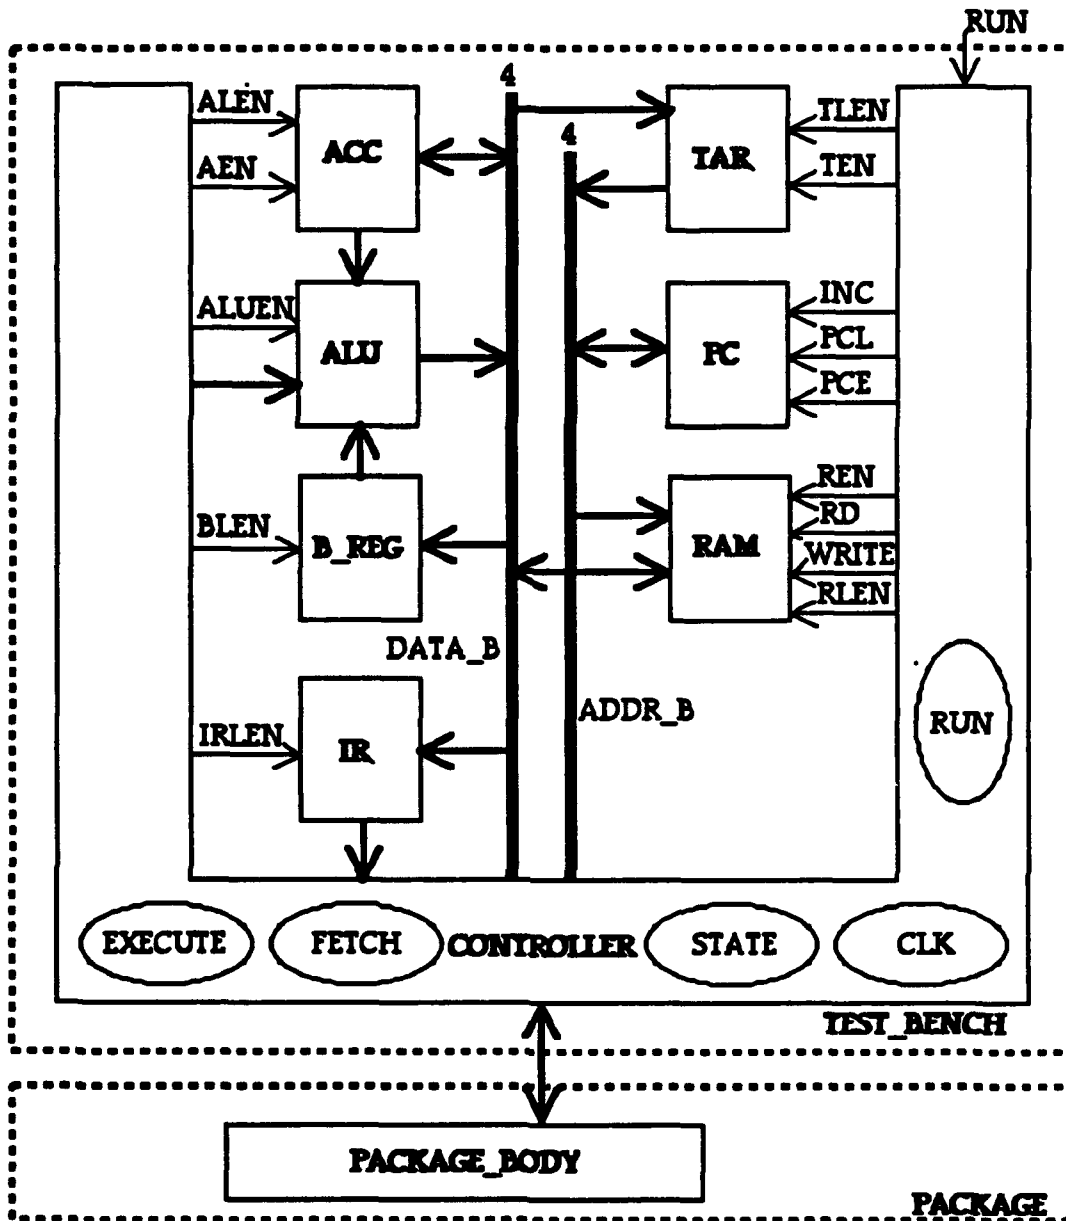 RUN
4
ALEN
ACC
AEN
4
TAR
TLEN
TEN
ALUEN
ALU
PC
INC
PCL
PCE
BLEN
B_REG
RAM
REN
RD
WRITE
RLEN
DATA_B
ADDR_B
IRLEN
IR
RUN
EXECUTE
FETCH
CONTROLLER
STATE
CLK
TEST_BENCH
PACKAGE_BODY
PACKAGE